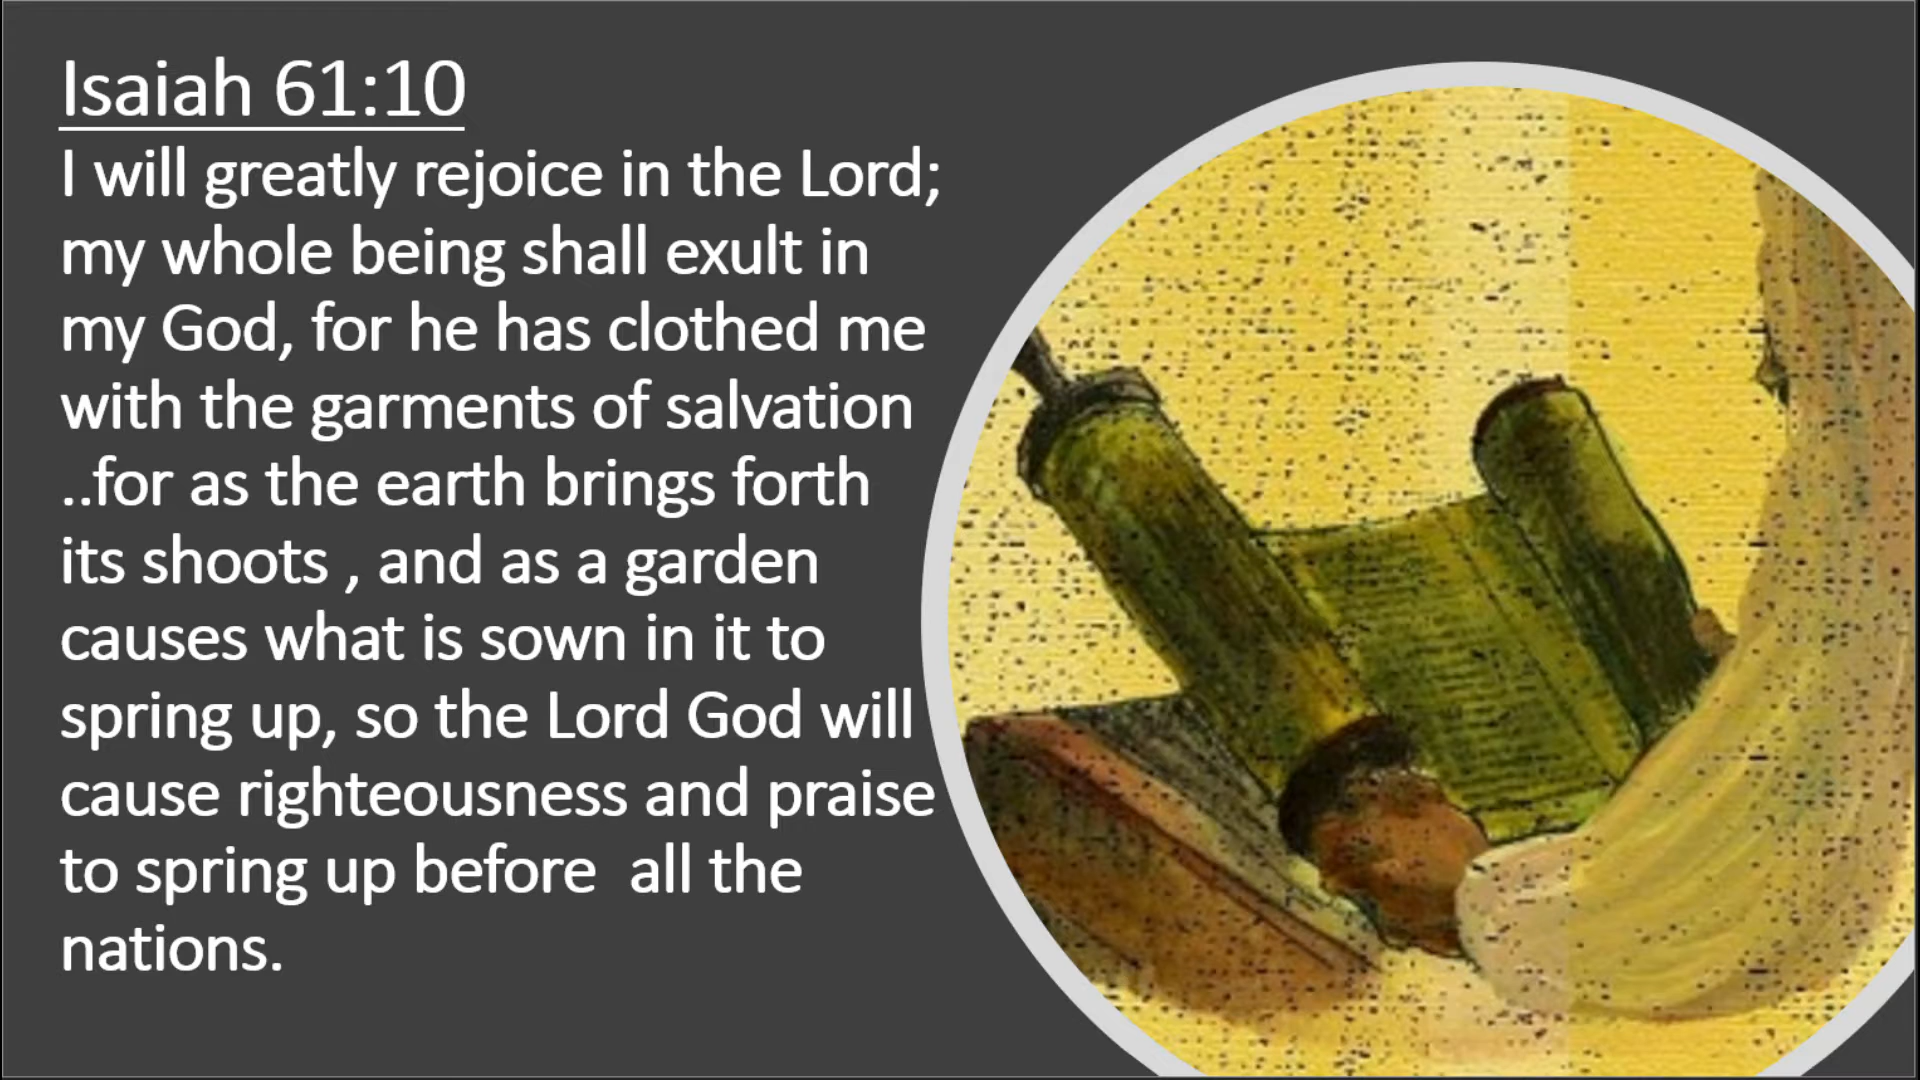 Isaiah 61:10
I will greatly rejoice in the Lord;
my whole being shall exult in
my God, for he has clothed me
with the garments of salvation
..for as the earth brings forth
its shoots , and as a garden
causes what is sown in it to
spring up, so the Lord God will
cause righteousness and praise
to spring up before  all the
nations.